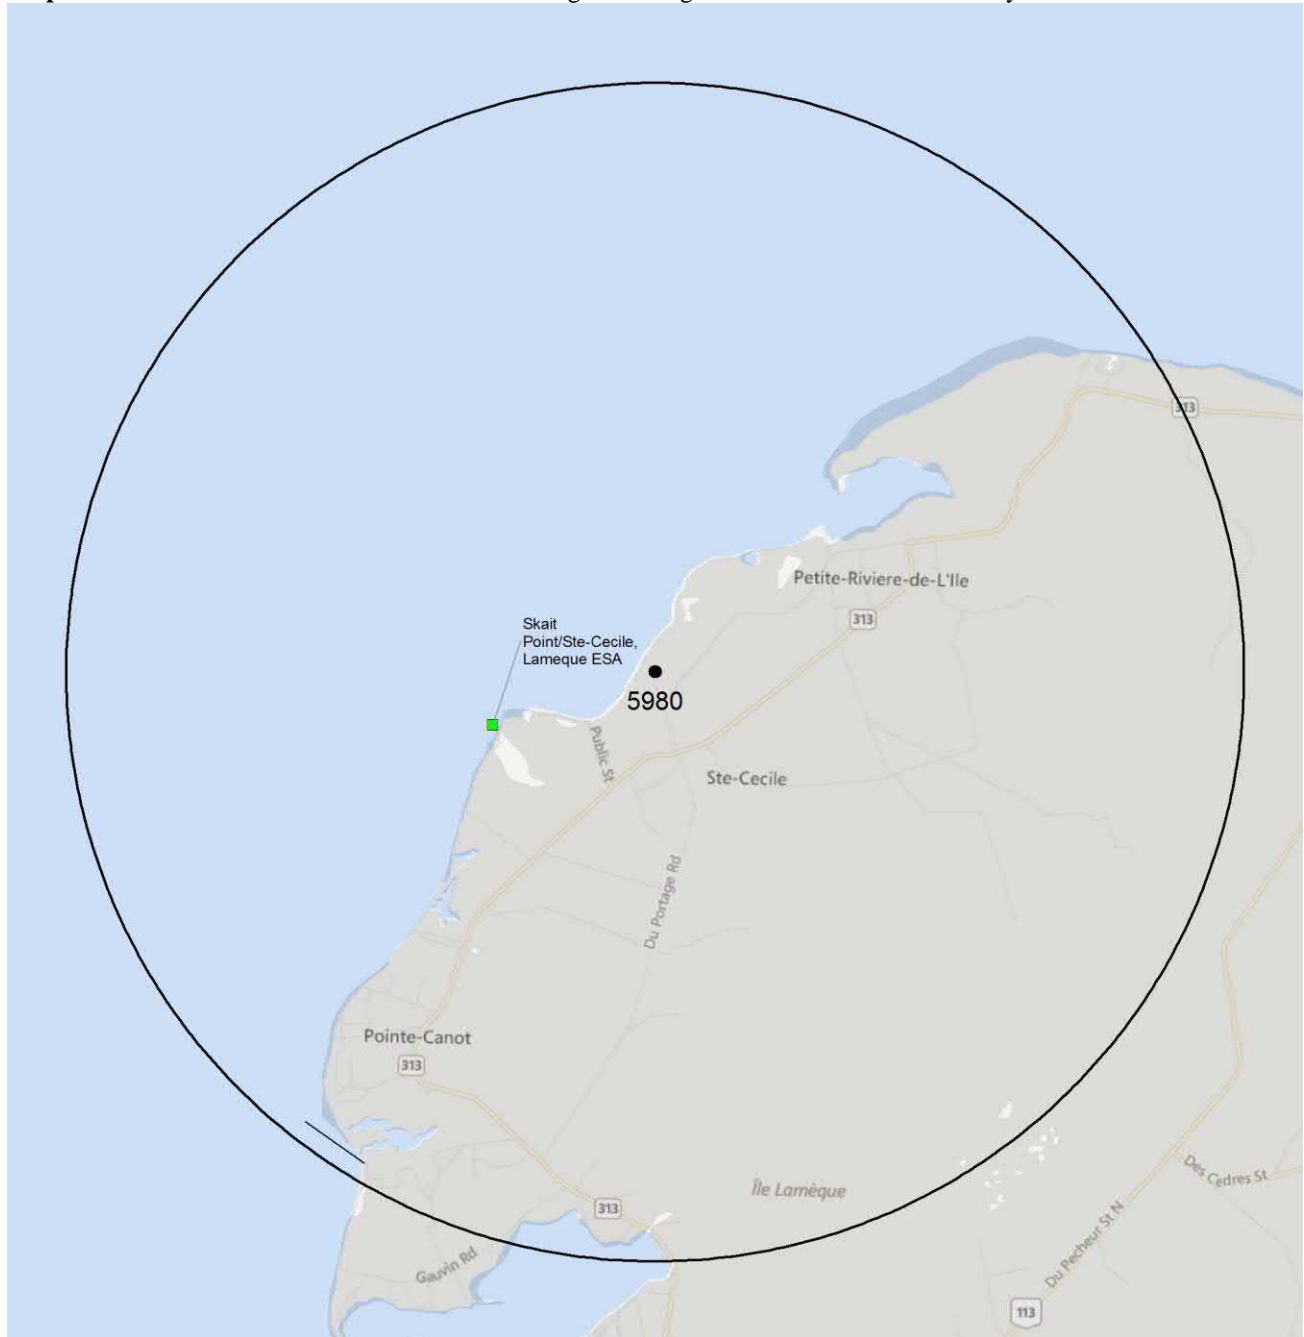 313
Petite-Riviere-de-L'Ile
313
Skait
Point/Ste-Cecile,
Lameque ESA
5980
Public St
Ste-Cecile
Du Portage Rd
Pointe-Canot
313
Île Lamèque
Des Cedres St
313
Gauvin Rd
Du Pecheur St N
113